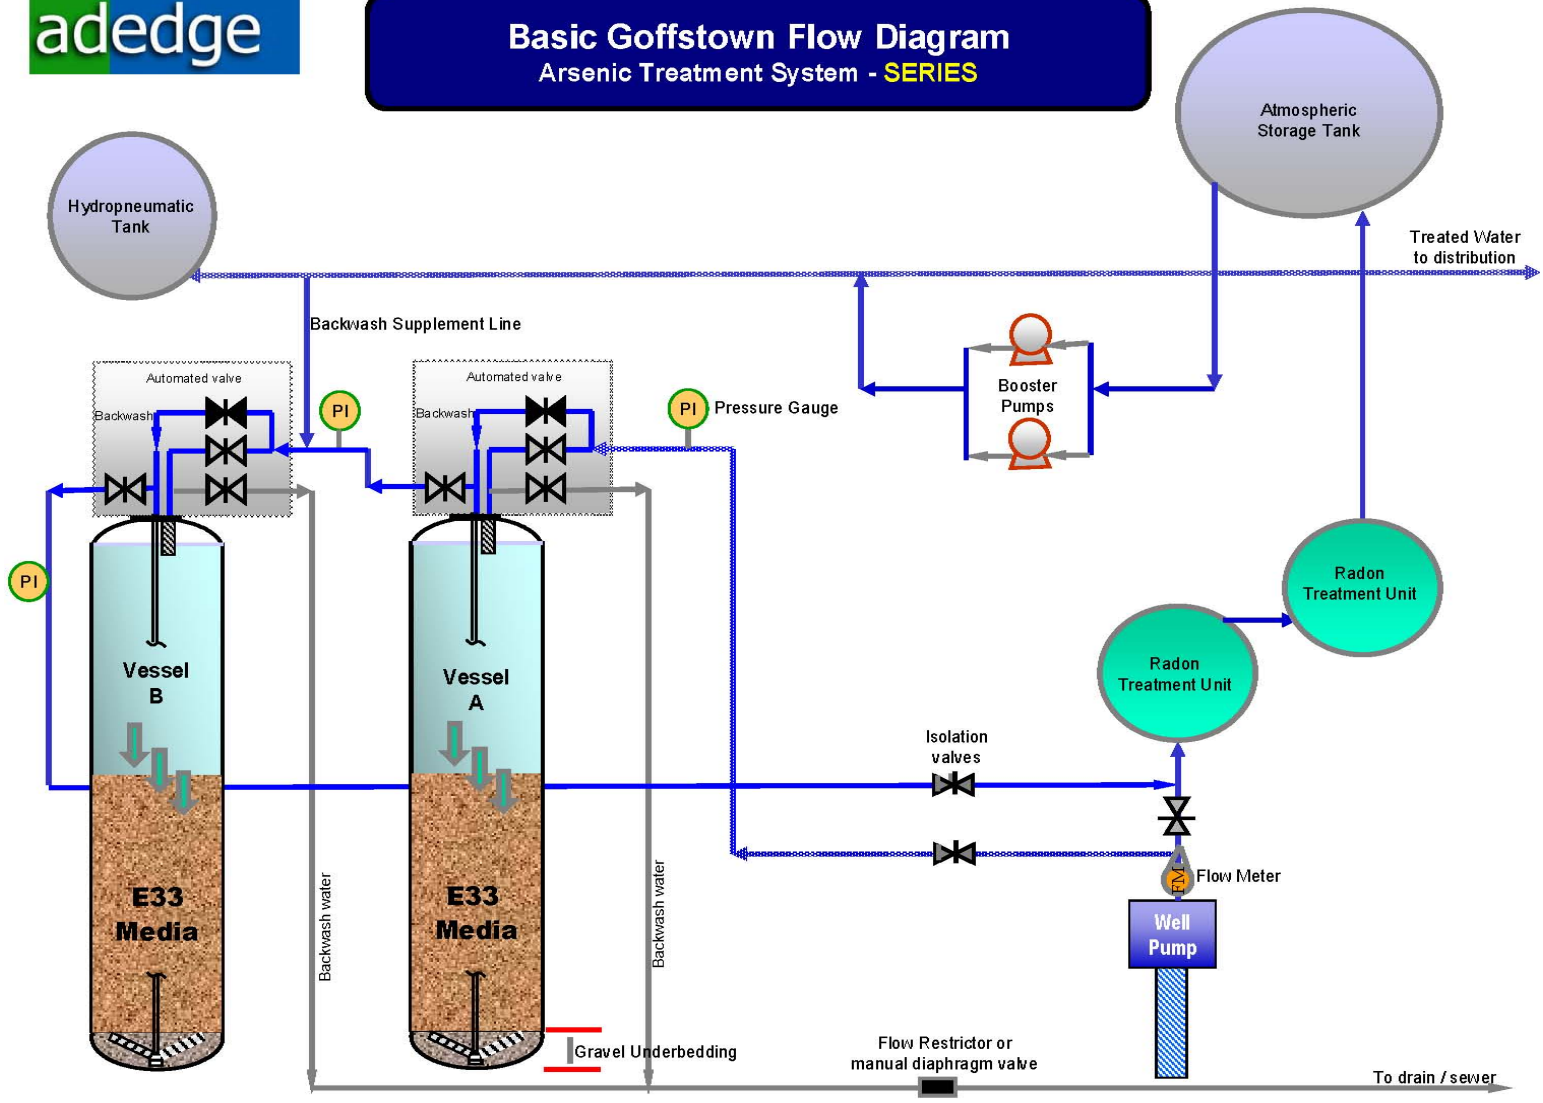 adedge
Basic Goffstown Flow Diagram
Arsenic Treatment System - SERIES
Atmospheric
Storage Tank
Hydropneumatic
Tank
Treated Water
to distribution
Backwash Supplement Line
Automated valve
Backwash
PI
Automated valve
Backwash
PI
Pressure Gauge
Booster
Pumps
PI
Radon
Treatment Unit
Radon
Treatment Unit
Vessel
B
Vessel
A
Isolation
valves
Flow Meter
FM
E33
Media
E33
Media
Well
Pump
Backwash water
Backwash water
Gravel Underbedding
Flow Restrictor or
manual diaphragm valve
To drain / sewer